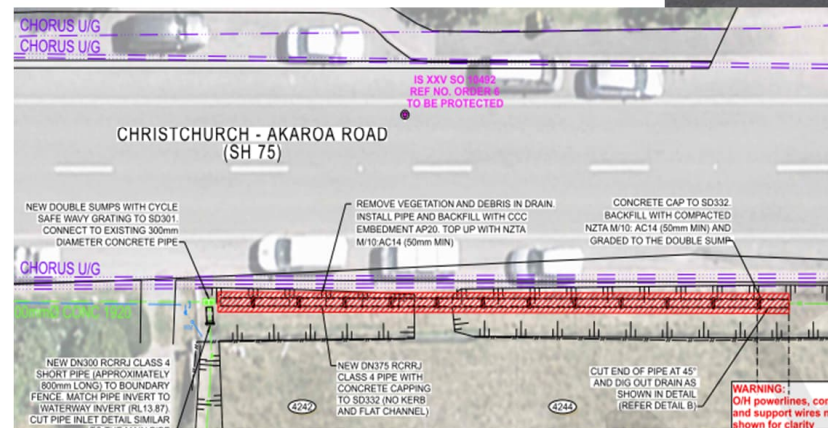 CHORUS U/G
CHORUS U/G
IS XXV SO 10492
REF NO. ORDER 6
TO BE PROTECTED
CHRISTCHURCH - AKAROA ROAD
(SH 75)
NEW DOUBLE SUMPS WITH CYCLE
SAFE WAVY GRATING TO SD301.
CONNECT TO EXISTING 300mm
DIAMETER CONCRETE PIPE
REMOVE VEGETATION AND DEBRIS IN DRAIN.
INSTALL PIPE AND BACKFILL WITH CCC
EMBEDMENT AP20. TOP UP WITH NZTA
M/10:AC14 (50mm MIN)
CONCRETE CAP TO SD332.
BACKFILL WITH COMPACTED
NZTA M/10: AC14 (50mm MIN) AND
GRADED TO THE DOUBLE SUMP
CHORUS U/G
CONC 1926
NEW DN300 RCRRJ CLASS 4
SHORT PIPE (APPROXIMATELY
800mm LONG) TO BOUNDARY
FENCE. MATCH PIPE INVERT TO
WATERWAY INVERT (RL13.87).
CUT PIPE INLET DETAIL SIMILAR
NEW DN375 RCRRJ
CLASS 4 PIPE WITH
CONCRETE CAPPING
TO SD332 (NO KERB
AND FLAT CHANNEL)
4242
4244
CUT END OF PIPE AT 45°
AND DIG OUT DRAIN AS
SHOWN IN DETAIL
(REFER DETAIL B)
WARNING:
O/H powerlines, con
and support wires n
shown for clarity